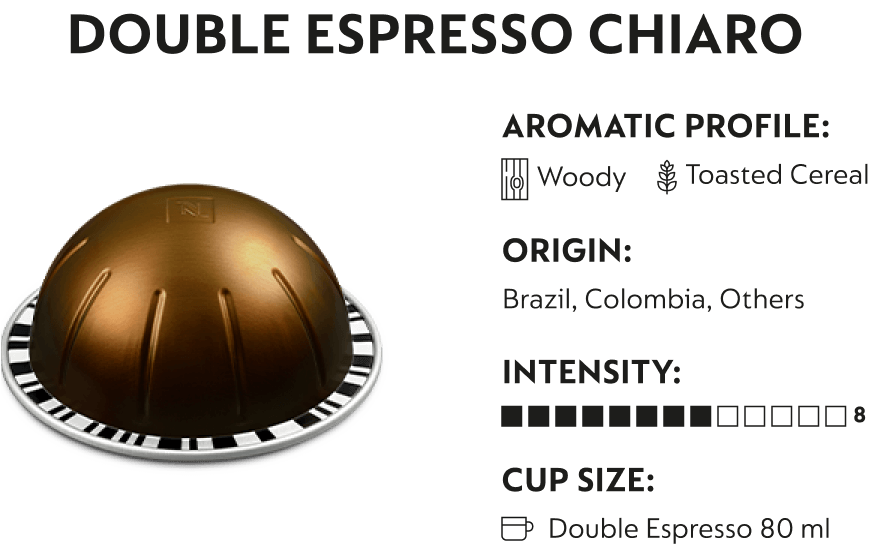 DOUBLE ESPRESSO CHIARO
AROMATIC PROFILE:
Woody Toasted Cereal
ORIGIN:
Brazil, Colombia, Others
INTENSITY:
8
CUP SIZE:
Double Espresso 80 ml